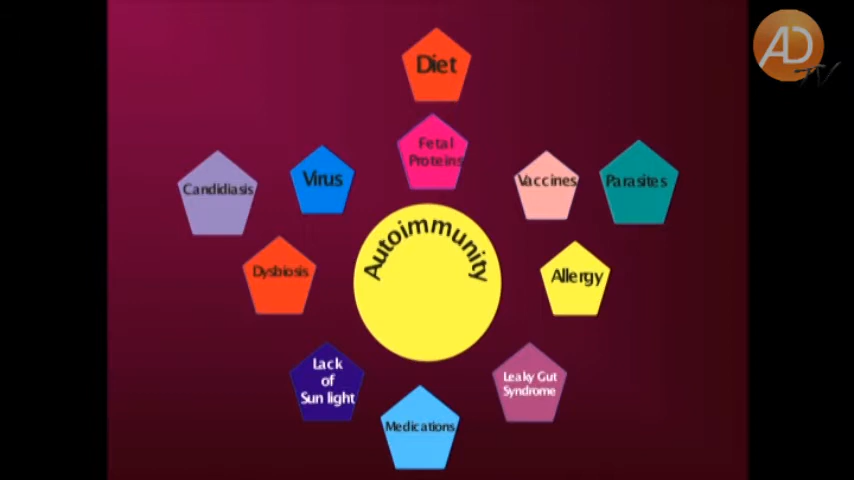 AD
TV
Diet
Fetal
Proteins
Candidiasis
Virus
Vaccines
Parasites
Autoimmunity
Dysbiosis
Allergy
Lack
of
Sun light
Leaky Gut
Syndrome
Medications